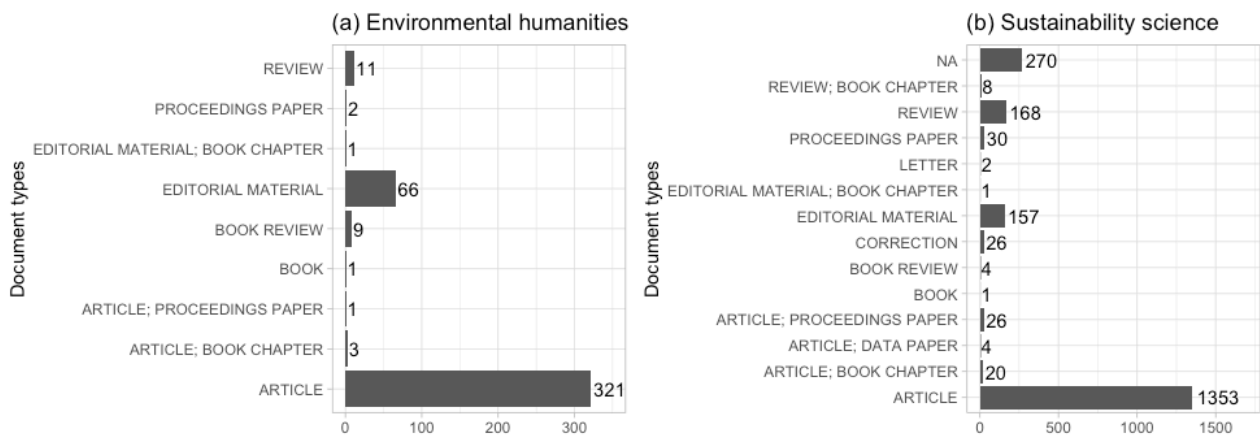 (a) Environmental humanities
Document types
REVIEW 11
PROCEEDINGS PAPER 2
EDITORIAL MATERIAL; BOOK CHAPTER 1
EDITORIAL MATERIAL 66
BOOK REVIEW 9
BOOK 1
ARTICLE; PROCEEDINGS PAPER 1
ARTICLE; BOOK CHAPTER 3
ARTICLE 321
0 100 200 300
(b) Sustainability science
Document types
NA 270
REVIEW; BOOK CHAPTER 8
REVIEW 168
PROCEEDINGS PAPER 30
LETTER 2
EDITORIAL MATERIAL; BOOK CHAPTER 1
EDITORIAL MATERIAL 157
CORRECTION 26
BOOK REVIEW 4
BOOK 1
ARTICLE; PROCEEDINGS PAPER 26
ARTICLE; DATA PAPER 4
ARTICLE; BOOK CHAPTER 20
ARTICLE 1353
0 500 1000 1500